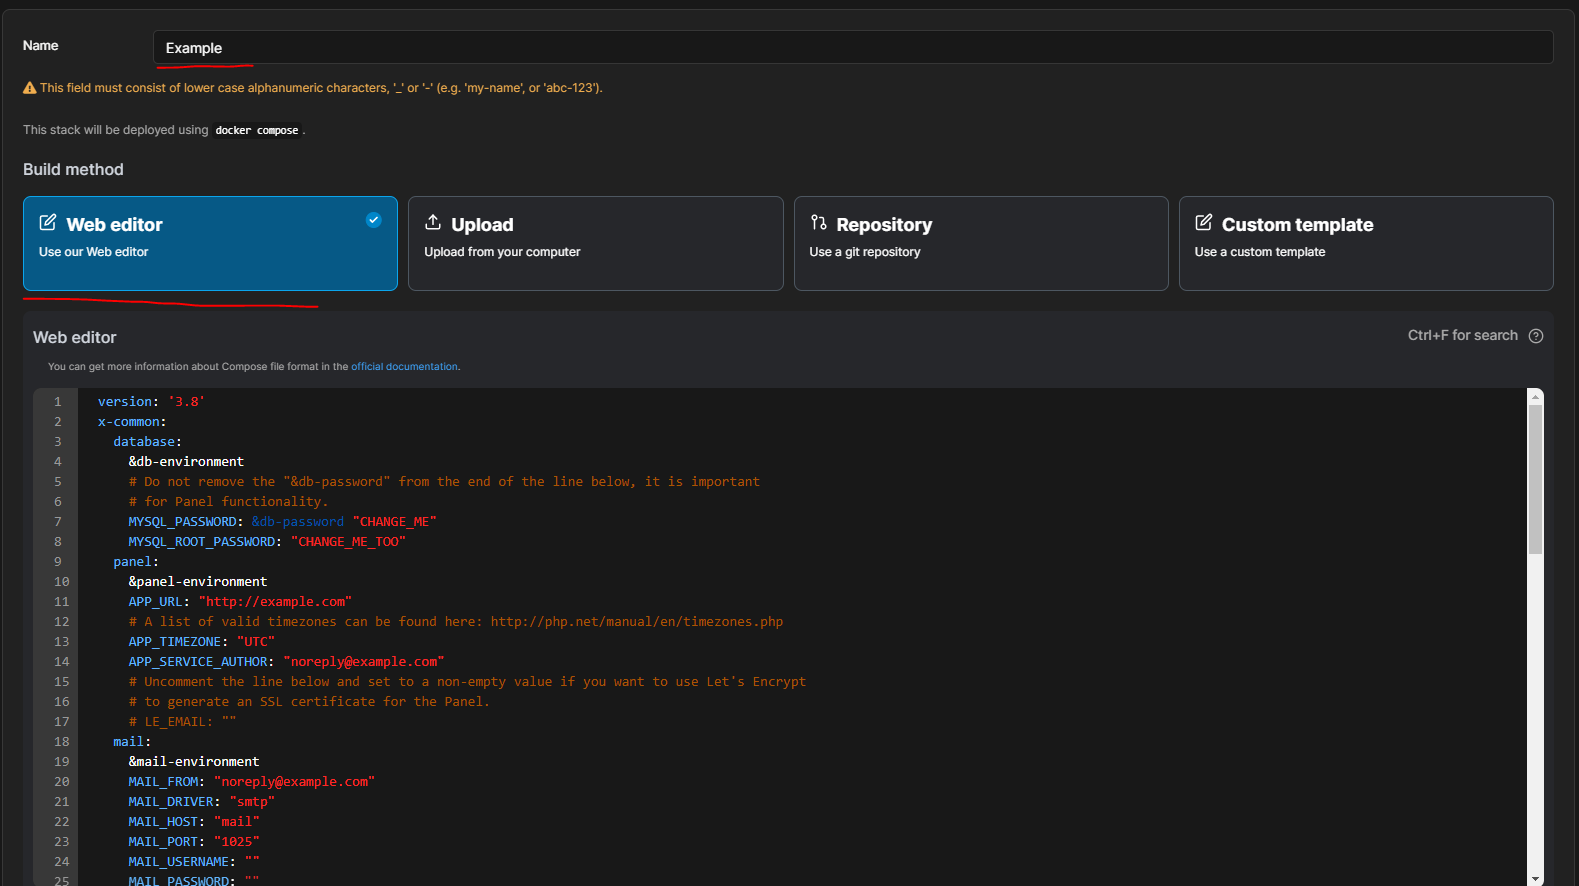 Name
Example
This field must consist of lower case alphanumeric characters, '_' or '-' (e.g. 'my-name', or 'abc-123').
This stack will be deployed using docker compose .
Build method
Web editor
Use our Web editor
Upload
Upload from your computer
Repository
Use a git repository
Custom template
Use a custom template
Web editor
Ctrl+F for search
You can get more information about Compose file format in the official documentation.
1 version: '3.8'
2 x-common:
3 database:
4 &db-environment
5 # Do not remove the "&db-password" from the end of the line below, it is important
6 # for Panel functionality.
7 MYSQL_PASSWORD: &db-password "CHANGE_ME"
8 MYSQL_ROOT_PASSWORD: "CHANGE_ME_TOO"
9 panel:
10 &panel-environment
11 APP_URL: "http://example.com"
12 # A list of valid timezones can be found here: http://php.net/manual/en/timezones.php
13 APP_TIMEZONE: "UTC"
14 APP_SERVICE_AUTHOR: "noreply@example.com"
15 # Uncomment the line below and set to a non-empty value if you want to use Let's Encrypt
16 # to generate an SSL certificate for the Panel.
17 # LE_EMAIL: ""
18 mail:
19 &mail-environment
20 MAIL_FROM: "noreply@example.com"
21 MAIL_DRIVER: "smtp"
22 MAIL_HOST: "mail"
23 MAIL_PORT: "1025"
24 MAIL_USERNAME: ""
25 MAIL_PASSWORD: ""